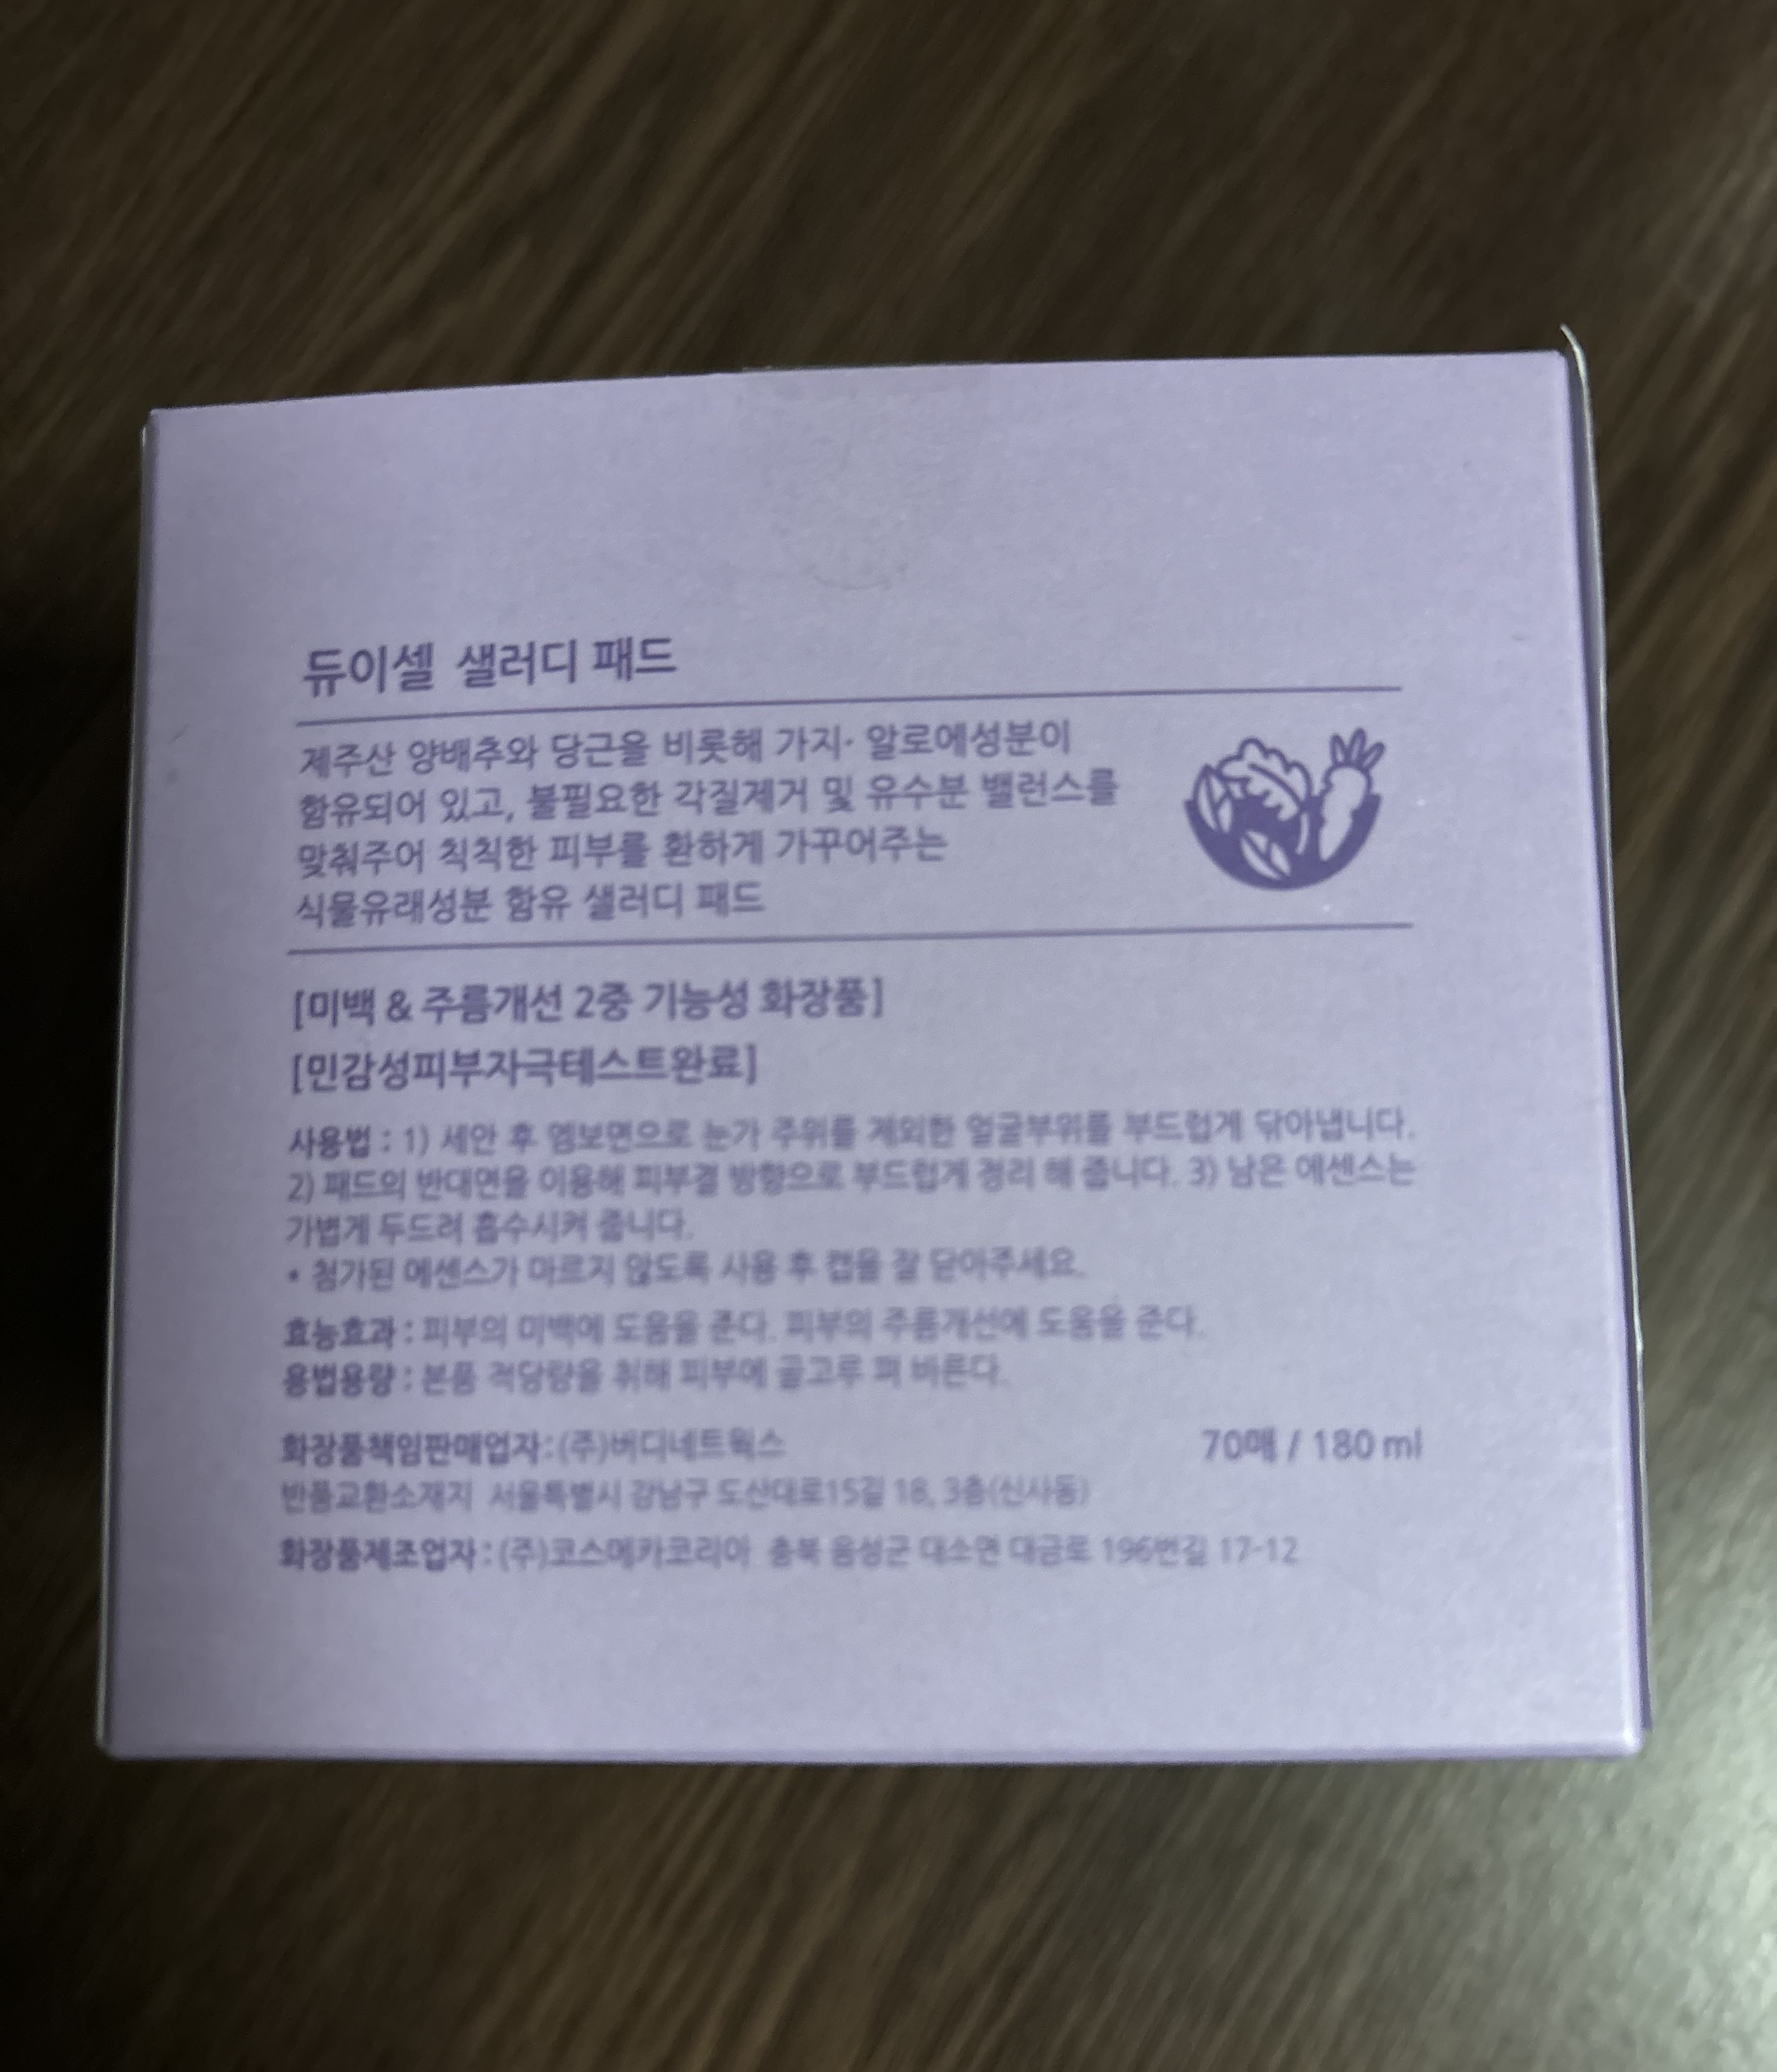 듀이셀 샐러디 패드
제주산 양배추와 당근을 비롯해 가지· 알로에성분이
함유되어 있고, 불필요한 각질제거 및 유수분 밸런스를
맞춰주어 칙칙한 피부를 환하게 가꾸어주는
식물유래성분 함유 샐러디 패드
[미백 & 주름개선 2중 기능성 화장품]
[민감성피부자극테스트완료]
사용법 : 1) 세안 후 엠보면으로 눈가 주위를 제외한 얼굴부위를 부드럽게 닦아냅니다.
2) 패드의 반대면을 이용해 피부결 방향으로 부드럽게 정리 해 줍니다. 3) 남은 에센스는
가볍게 두드려 흡수시켜 줍니다.
• 첨가된 에센스가 마르지 않도록 사용 후 캡을 잘 닫아주세요.
효능효과 : 피부의 미백에 도움을 준다. 피부의 주름개선에 도움을 준다.
용법용량 : 본품 적당량을 취해 피부에 골고루 펴 바른다.
화장품책임판매업자 : (주)버디네트웍스 70매 / 180 ml
반품교환소재지 서울특별시 강남구 도산대로15길 18, 3층(신사동)
화장품제조업자 : (주)코스메카코리아 충북 음성군 대소면 대금로 196번길 17-12